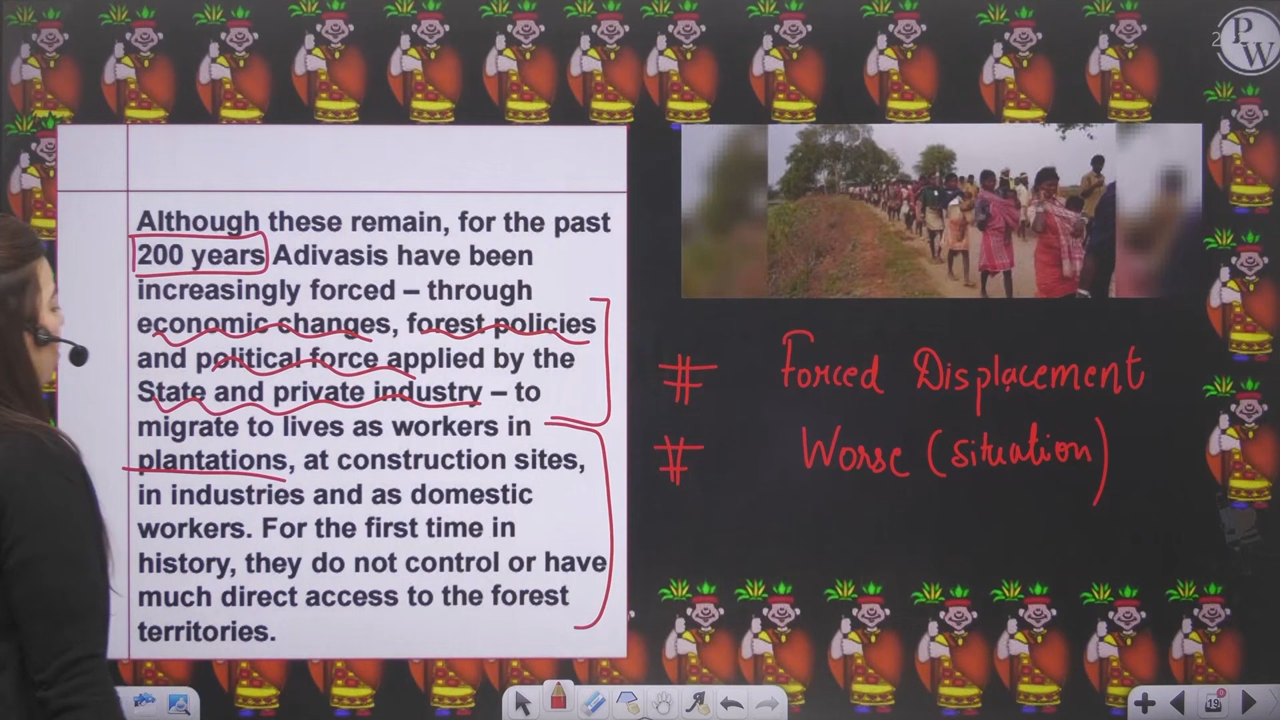 Although these remain, for the past
200 years Adivasis have been
increasingly forced – through
economic changes, forest policies
and political force applied by the
State and private industry – to
migrate to lives as workers in
plantations, at construction sites,
in industries and as domestic
workers. For the first time in
history, they do not control or have
much direct access to the forest
territories.
# Forced Displacement
# Worse (situation)
PW
19